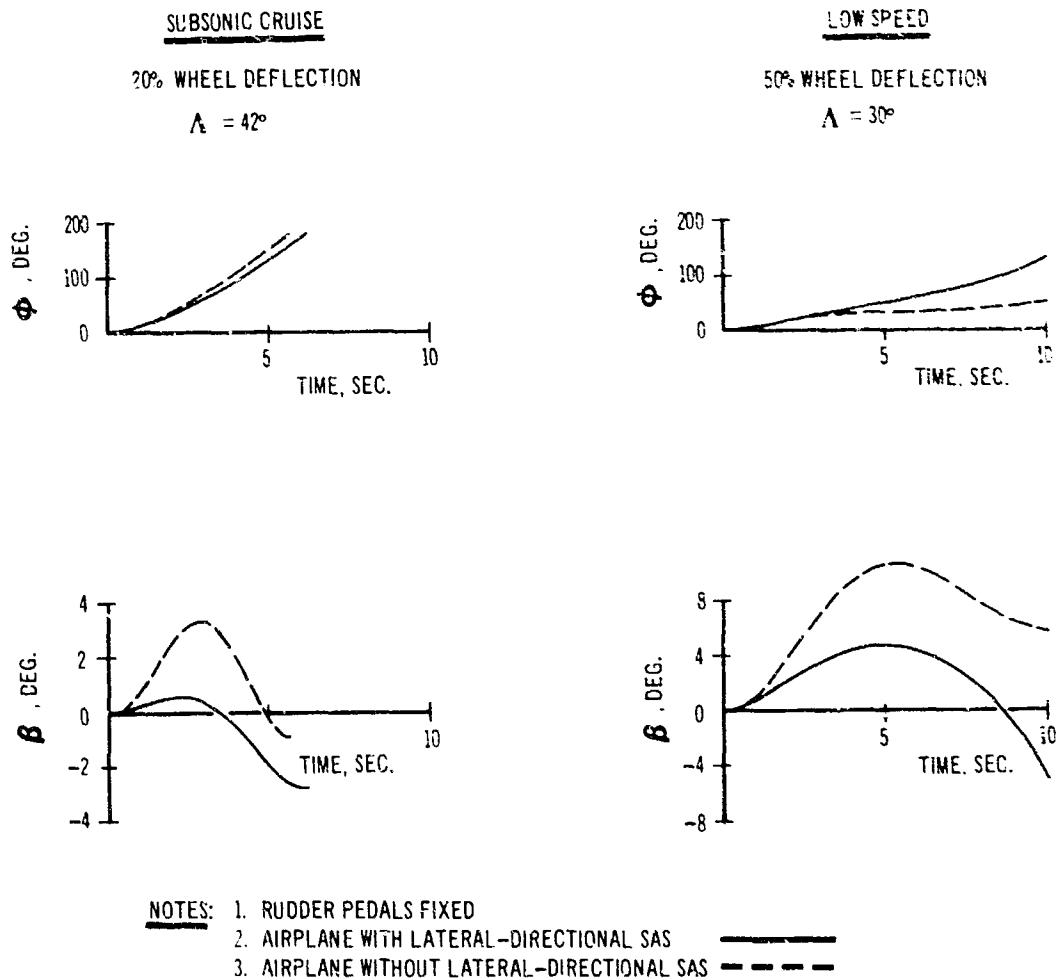 SUBSONIC CRUISE
20% WHEEL DEFLECTION
Λ = 42°
LOW SPEED
50% WHEEL DEFLECTION
Λ = 30°
Φ, DEG.
200
100
0
5
10
TIME, SEC.
Φ, DEG.
200
100
0
5
10
TIME, SEC.
β, DEG.
4
2
0
-2
-4
5
10
TIME, SEC.
β, DEG.
8
4
0
-4
-8
5
10
TIME, SEC.
NOTES: 1. RUDDER PEDALS FIXED
2. AIRPLANE WITH LATERAL-DIRECTIONAL SAS
3. AIRPLANE WITHOUT LATERAL-DIRECTIONAL SAS